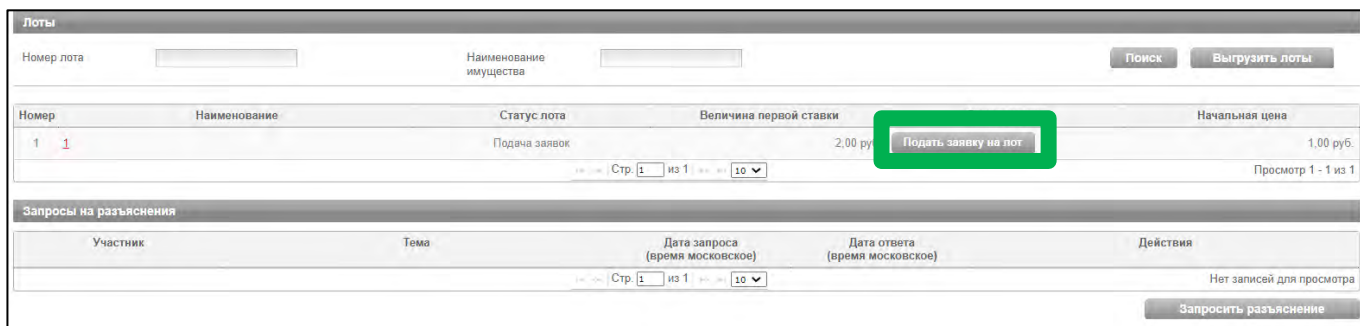 Лоты
Номер лота Наименование имущества Поиск Выгрузить лоты
Номер Наименование Статус лота Величина первой ставки Начальная цена
1 1 Подача заявок 2,00 ру Подать заявку на лот 1,00 руб.
Стр. 1 из 1 10 Просмотр 1 - 1 из 1
Запросы на разъяснения
Участник Тема Дата запроса (время московское) Дата ответа (время московское) Действия
Стр. 1 из 1 10 Нет записей для просмотра
Запросить разъяснение